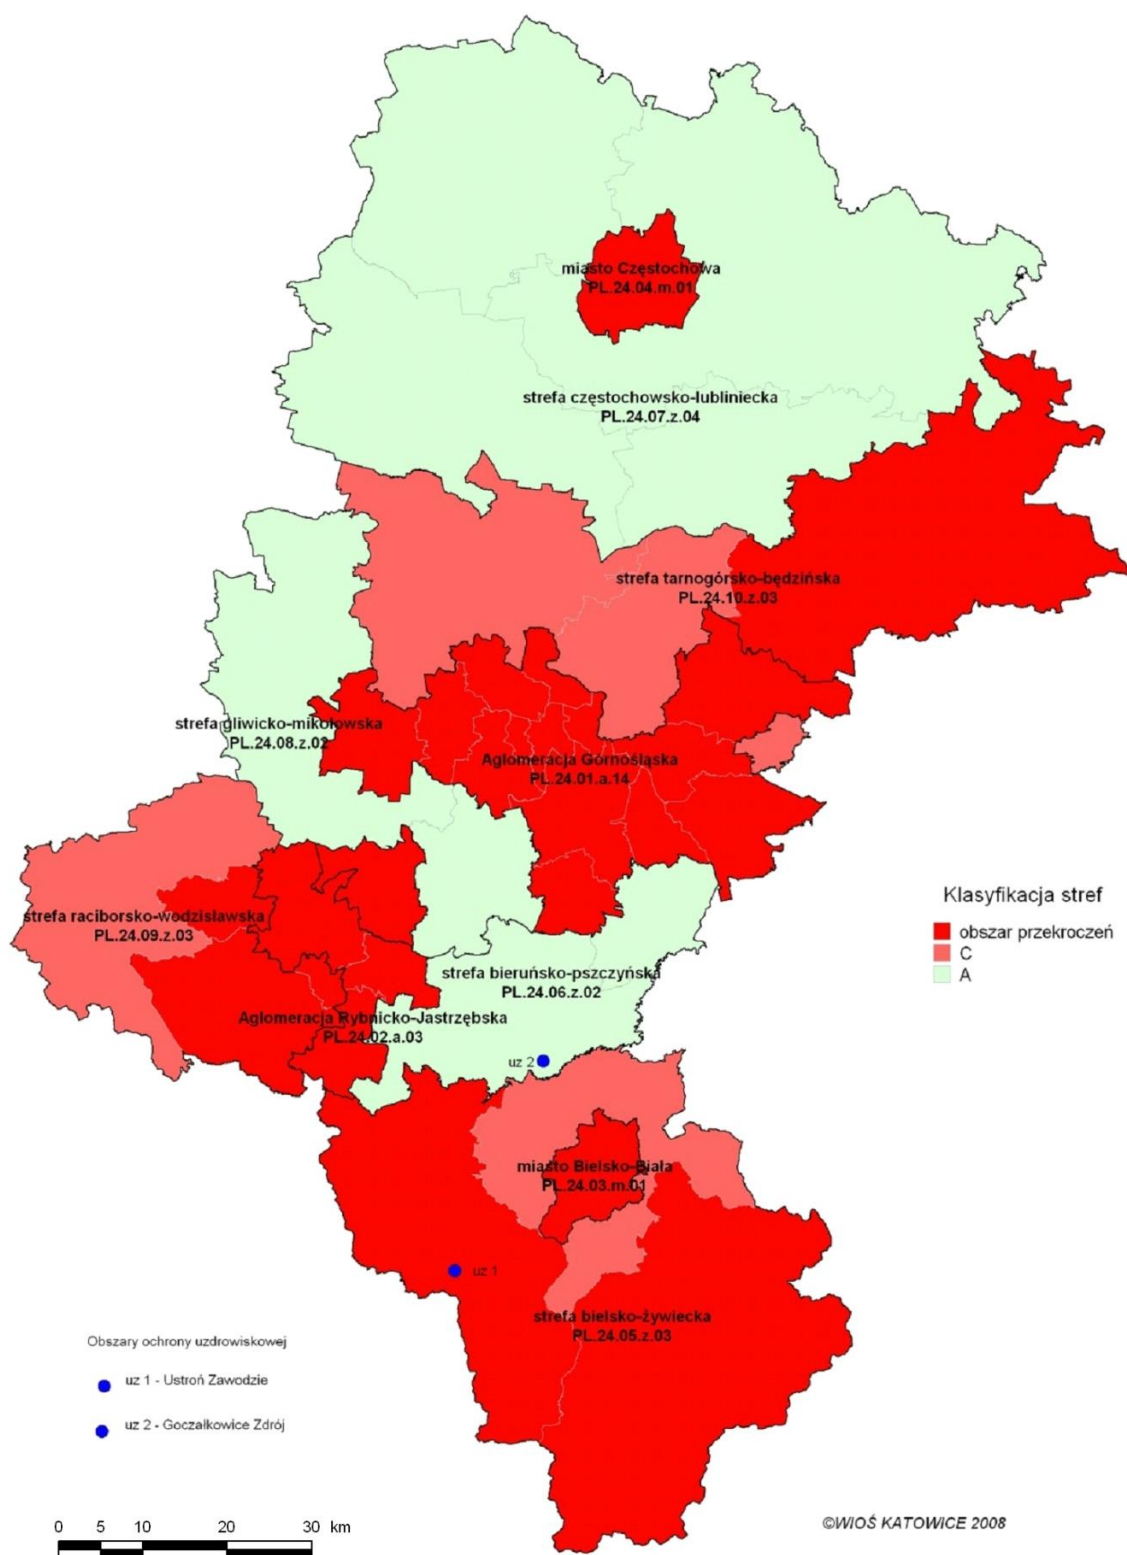 miasto Częstochowa
PL.24.04.m.01
strefa częstochowsko-lubliniecka
PL.24.07.z.04
strefa tarnogórsko-będzińska
PL.24.10.z.03
strefa gliwicko-mikołowska
PL.24.08.z.02
Aglomeracja Górnośląska
PL.24.01.a.14
Klasyfikacja stref
obszar przekroczeń
C
A
strefa raciborsko-wodzisławska
PL.24.09.z.03
strefa bieruńsko-pszczyńska
PL.24.06.z.02
Aglomeracja Rybnicko-Jastrzębska
PL.24.02.a.03
uz 2
miasto Bielsko-Biała
PL.24.03.m.01
uz 1
strefa bielsko-żywiecka
PL.24.05.z.03
Obszary ochrony uzdrowiskowej
uz 1 - Ustroń Zawodzie
uz 2 - Goczałkowice Zdrój
0 5 10 20 30 km
©WIOŚ KATOWICE 2008